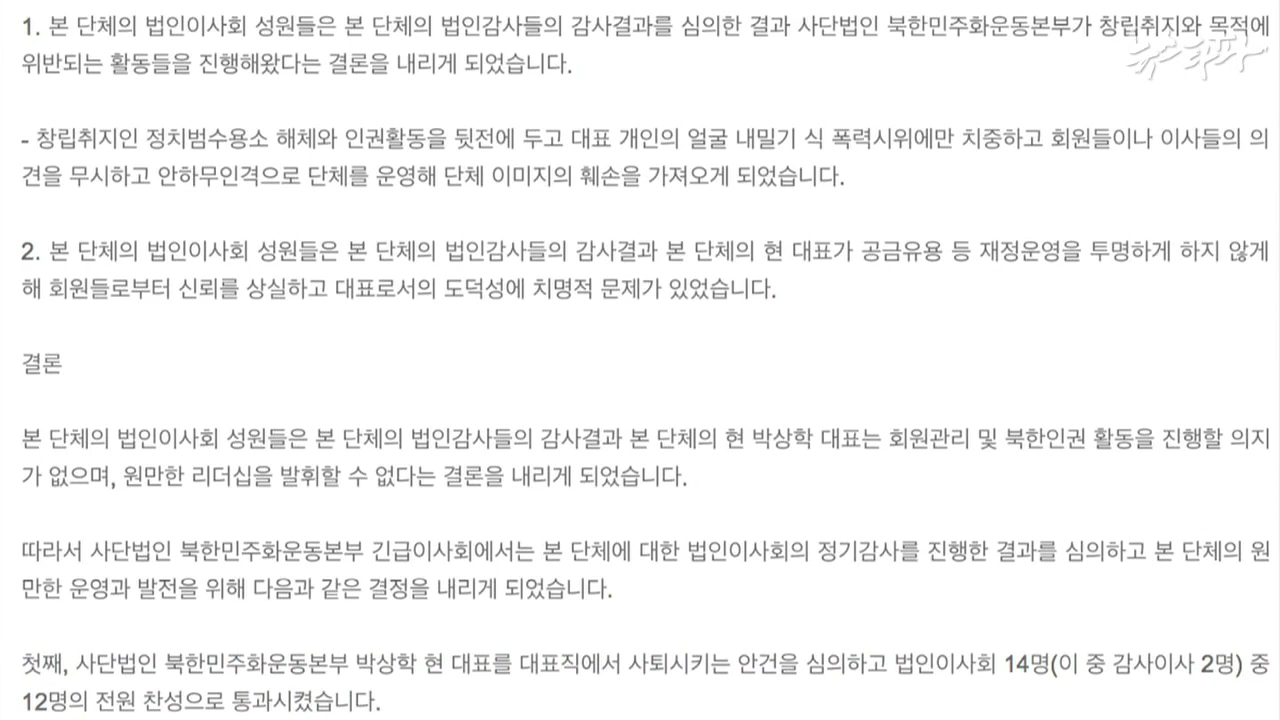 1. 본 단체의 법인이사회 성원들은 본 단체의 법인감사들의 감사결과를 심의한 결과 사단법인 북한민주화운동본부가 창립취지와 목적에
위반되는 활동들을 진행해왔다는 결론을 내리게 되었습니다.
뉴스타파
- 창립취지인 정치범수용소 해체와 인권활동을 뒷전에 두고 대표 개인의 얼굴 내밀기 식 폭력시위에만 치중하고 회원들이나 이사들의 의
견을 무시하고 안하무인격으로 단체를 운영해 단체 이미지의 훼손을 가져오게 되었습니다.
2. 본 단체의 법인이사회 성원들은 본 단체의 법인감사들의 감사결과 본 단체의 현 대표가 공금유용 등 재정운영을 투명하게 하지 않게
해 회원들로부터 신뢰를 상실하고 대표로서의 도덕성에 치명적 문제가 있었습니다.
결론
본 단체의 법인이사회 성원들은 본 단체의 법인감사들의 감사결과 본 단체의 현 박상학 대표는 회원관리 및 북한인권 활동을 진행할 의지
가 없으며, 원만한 리더십을 발휘할 수 없다는 결론을 내리게 되었습니다.
따라서 사단법인 북한민주화운동본부 긴급이사회에서는 본 단체에 대한 법인이사회의 정기감사를 진행한 결과를 심의하고 본 단체의 원
만한 운영과 발전을 위해 다음과 같은 결정을 내리게 되었습니다.
첫째, 사단법인 북한민주화운동본부 박상학 현 대표를 대표직에서 사퇴시키는 안건을 심의하고 법인이사회 14명(이 중 감사이사 2명) 중
12명의 전원 찬성으로 통과시켰습니다.